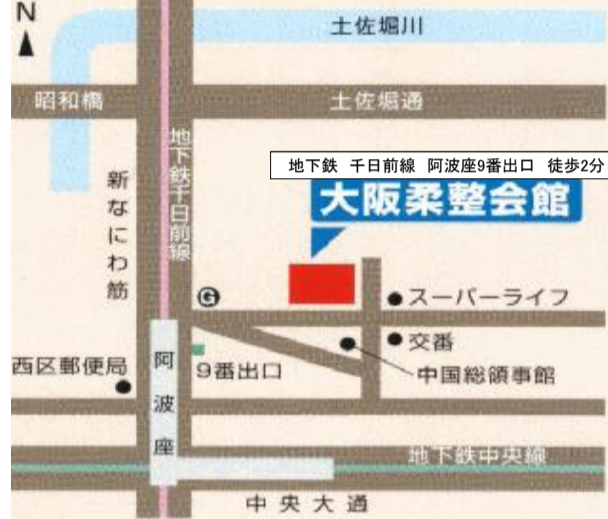 N
土佐堀川
昭和橋
土佐堀通
地下鉄千日前線
地下鉄 千日前線 阿波座9番出口 徒歩2分
大阪柔整会館
新なにわ筋
G
スーパーライフ
交番
9番出口
中国総領事館
西区郵便局
阿波座
地下鉄中央線
中央大通